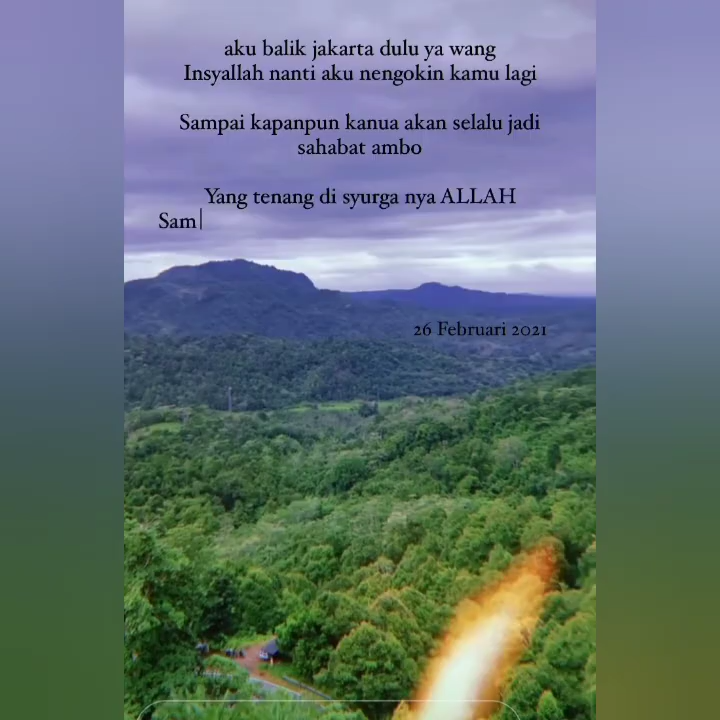 aku balik jakarta dulu ya wang
Insyallah nanti aku nengokin kamu lagi
Sampai kapanpun kanua akan selalu jadi
sahabat ambo
Yang tenang di syurga nya ALLAH
Sam
26 Februari 2021